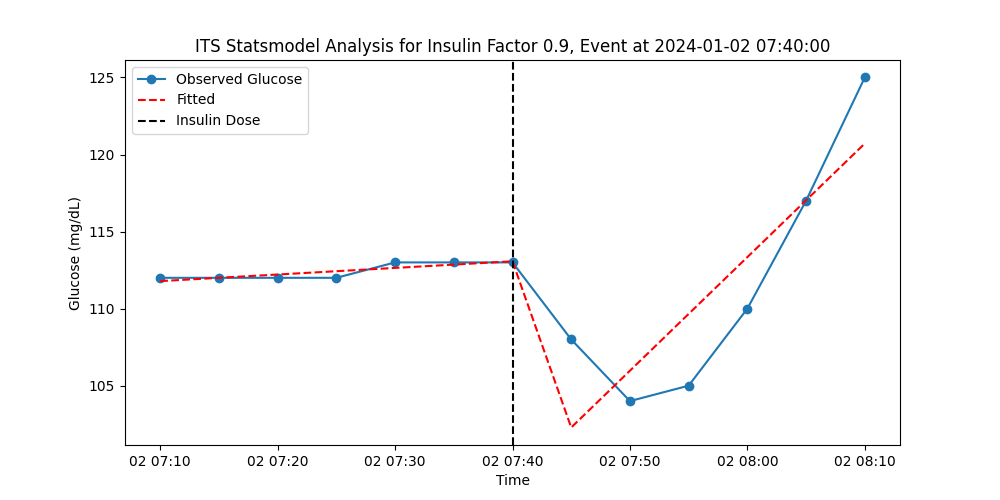 ITS Statsmodel Analysis for Insulin Factor 0.9, Event at 2024-01-02 07:40:00
Observed Glucose
Fitted
Insulin Dose
Glucose (mg/dL)
125
120
115
110
105
02 07:10
02 07:20
02 07:30
02 07:40
02 07:50
02 08:00
02 08:10
Time